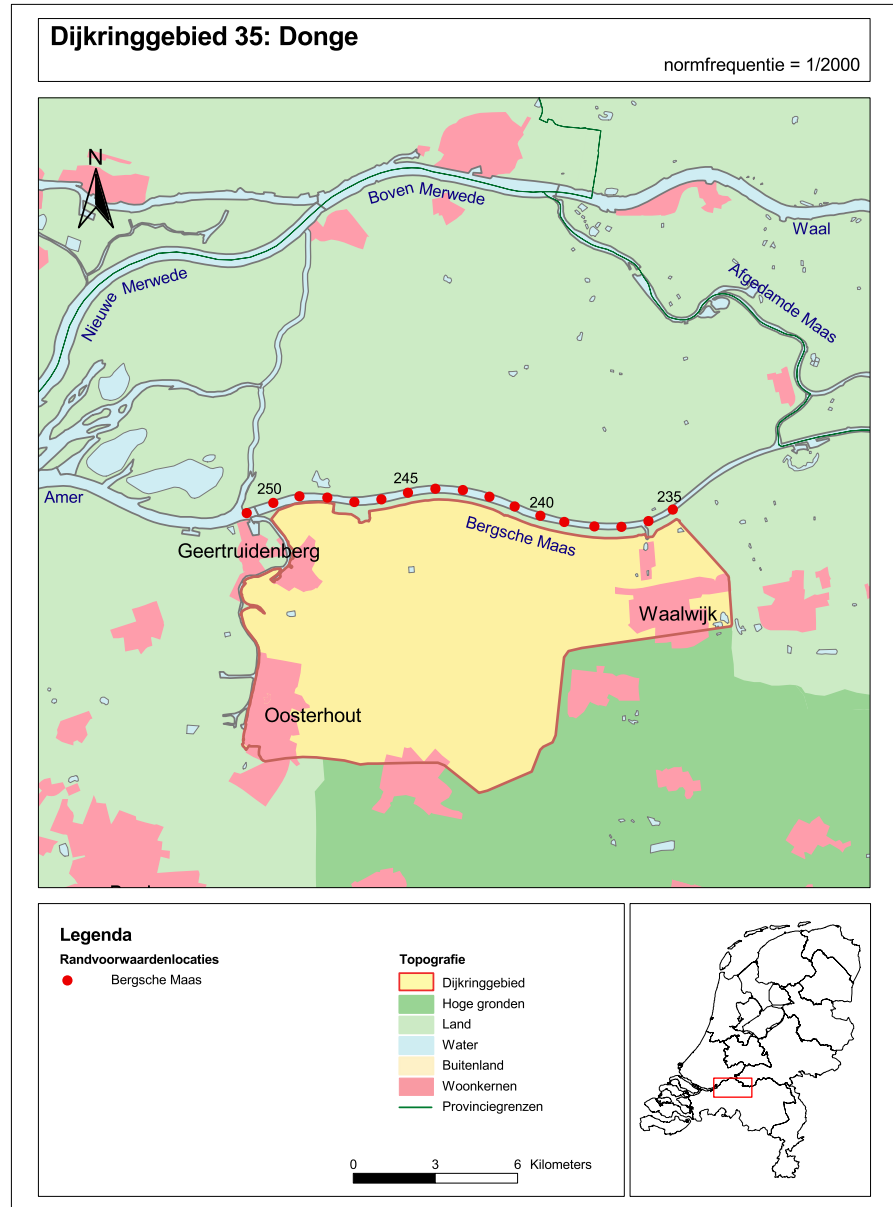 Dijkringgebied 35: Donge
normfrequentie = 1/2000
N
Boven Merwede
Waal
Nieuwe Merwede
Afgedamde Maas
Amer
250
245
240
235
Bergsche Maas
Geertruidenberg
Waalwijk
Oosterhout
Legenda
Randvoorwaardenlocaties
Bergsche Maas
Topografie
Dijkringgebied
Hoge gronden
Land
Water
Buitenland
Woonkernen
Provinciegrenzen
0 3 6 Kilometers